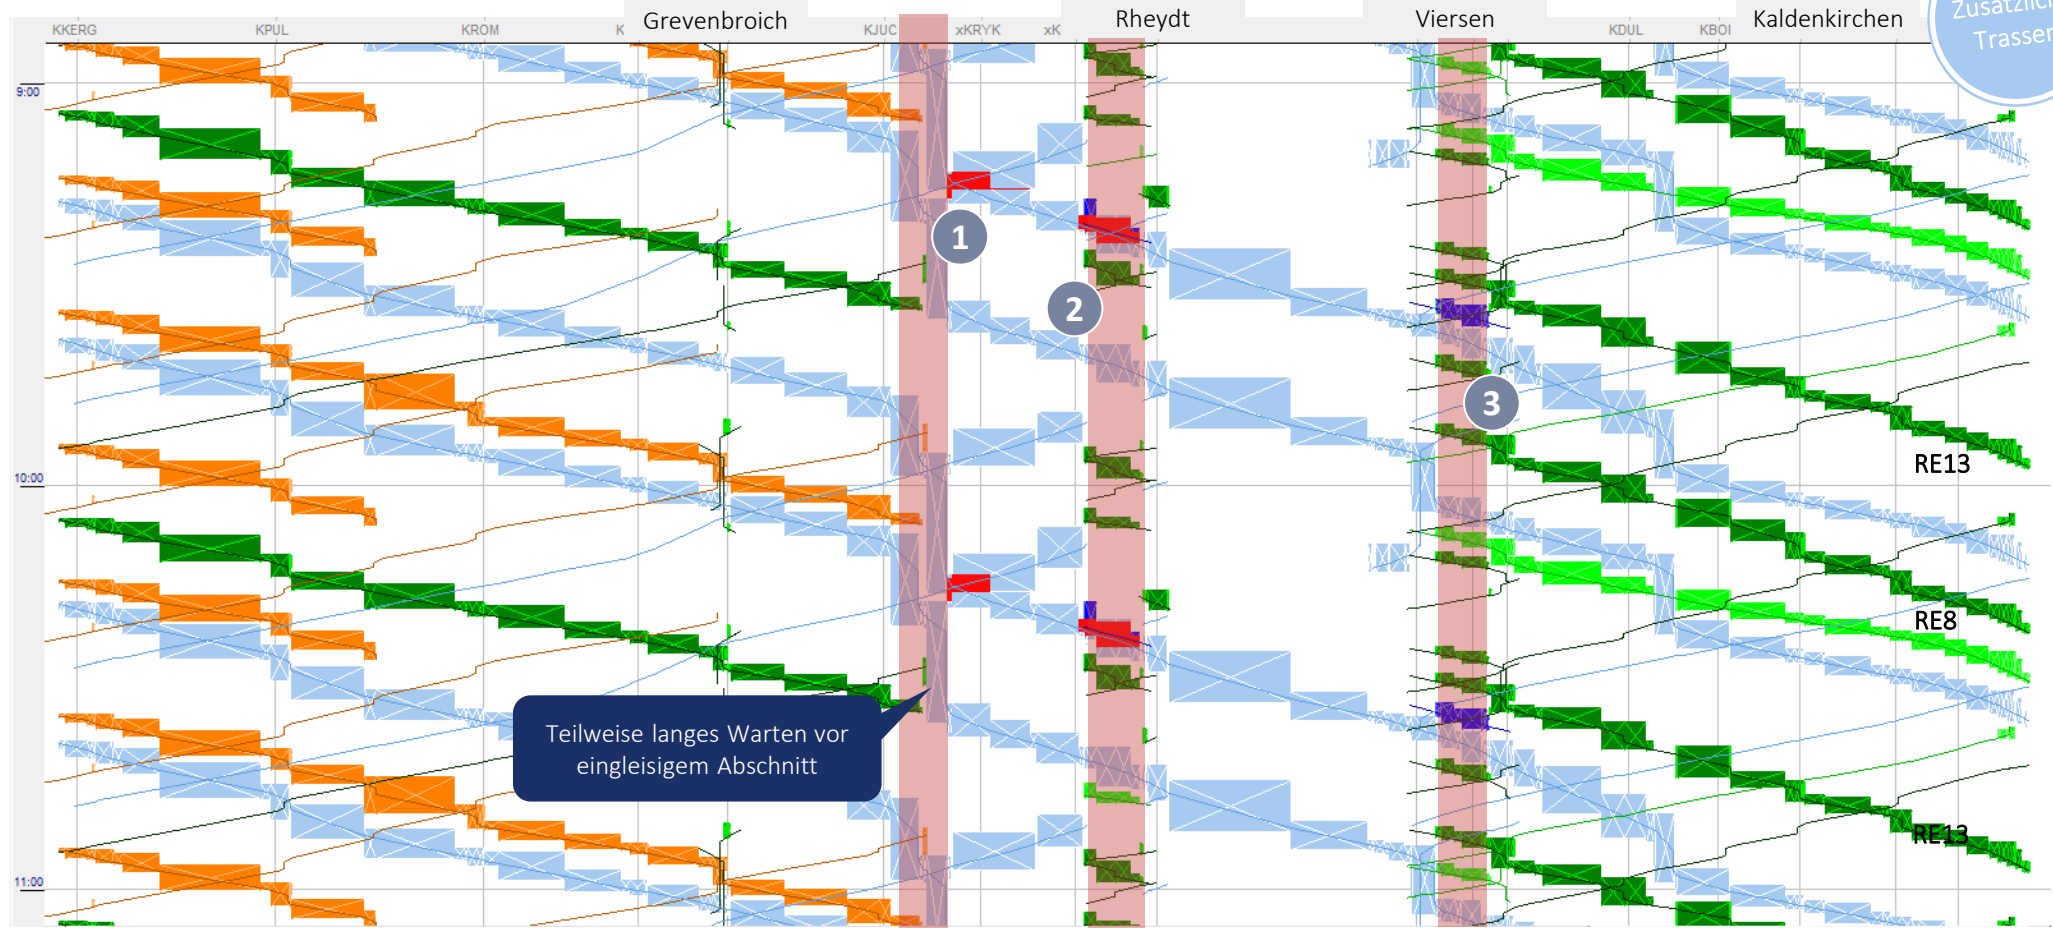 Grevenbroich
Rheydt
Viersen
Kaldenkirchen
KKERG
KPUL
KROM
K
KJUC
xKRYK
xK
KDUL
KBOI
Zusätzlich
Trassen
9:00
1
2
3
RE13
10:00
RE8
Teilweise langes Warten vor
eingleisigem Abschnitt
RE13
11:00